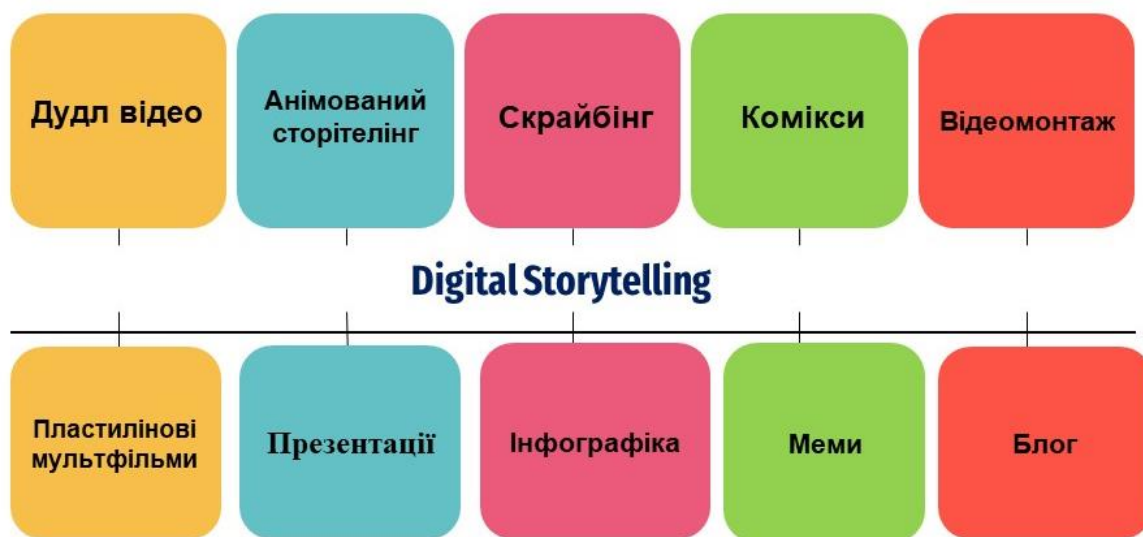 Дудл відео
Анімований
сторітелінг
Скрайбінг
Комікси
Відеомонтаж
Digital Storytelling
Пластилінові
мультфільми
Презентації
Інфографіка
Меми
Блог